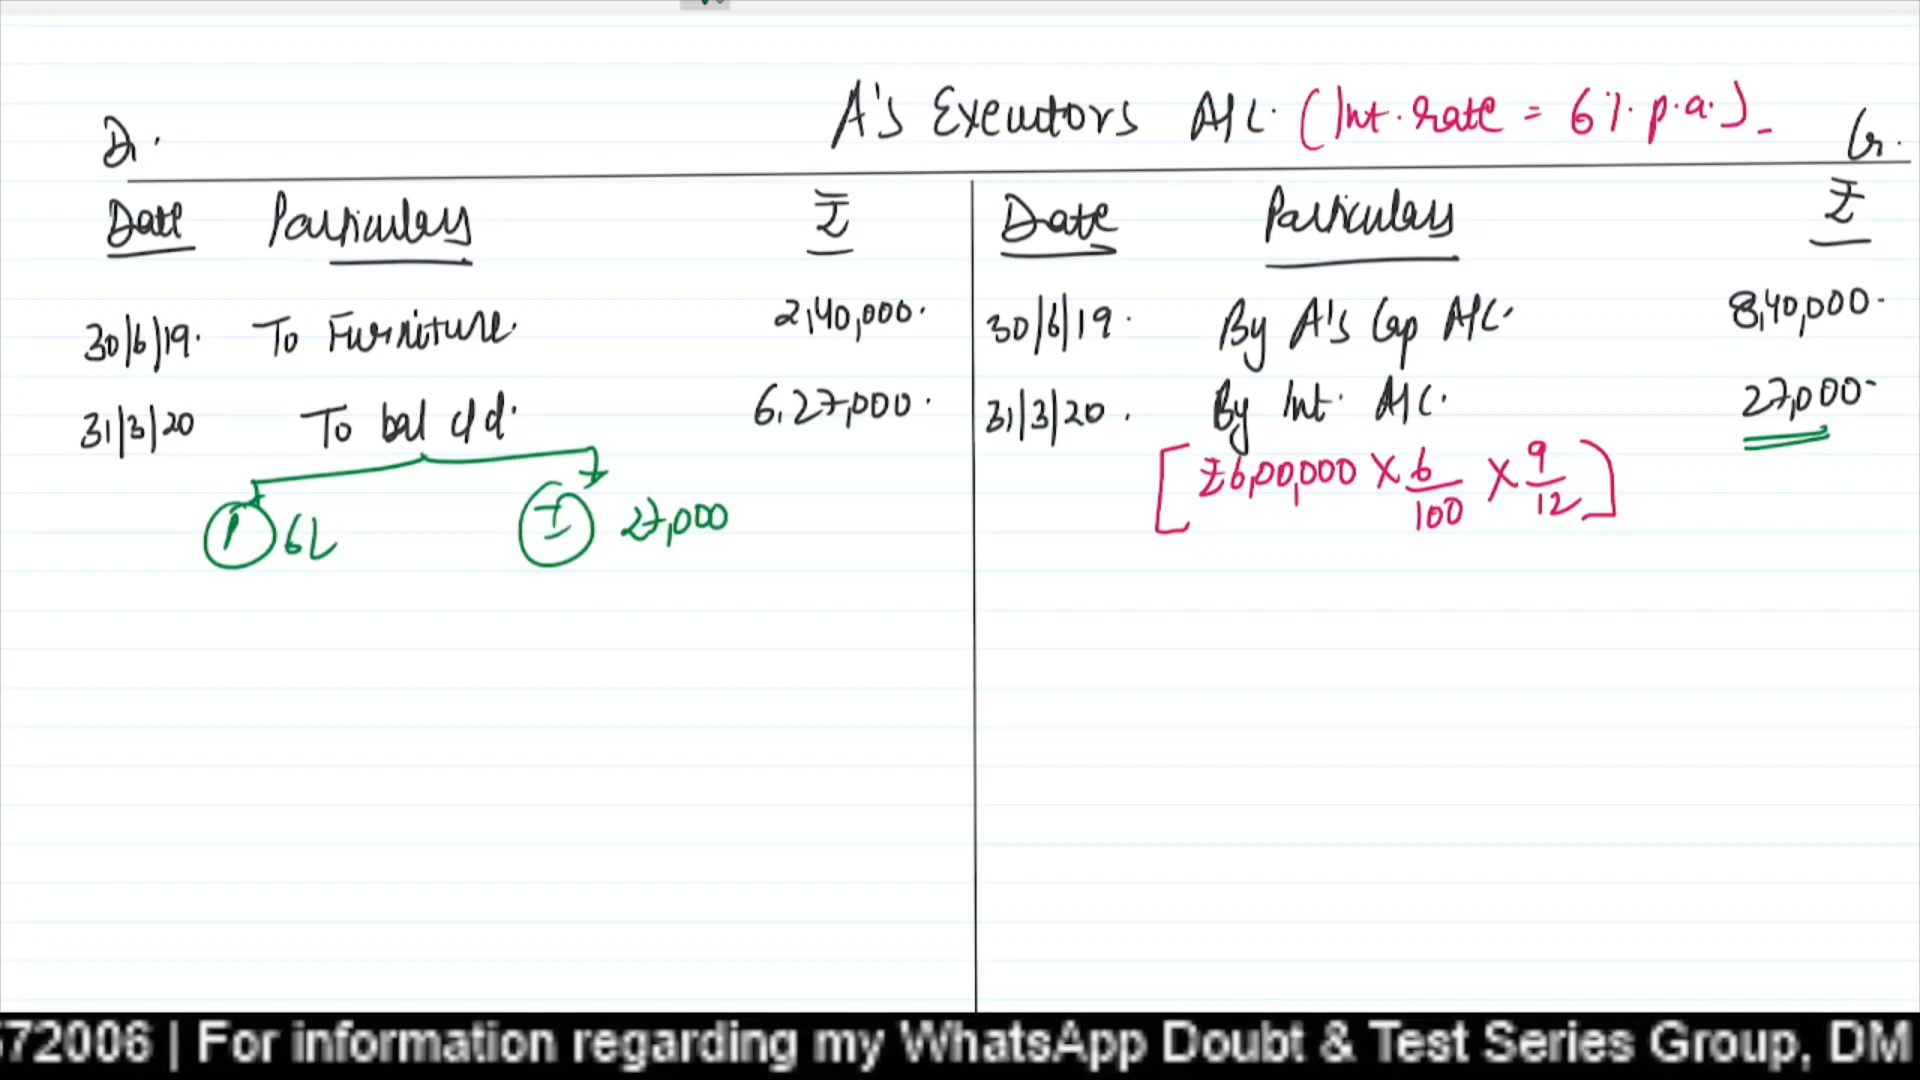 A's Executors A/C. (Int. rate = 6%. p.a.)
Dr. Cr.
Date Particulars ₹ Date Particulars ₹
30/6/19. To Furniture. 2,40,000. 30/6/19. By A's Cap A/C. 8,40,000.
31/3/20 To bal c/d. 6,27,000. 31/3/20. By Int. A/C. 27,000
[₹6,00,000 X 6/100 X 9/12]
P 6L I 27,000
572006 | For information regarding my WhatsApp Doubt & Test Series Group, DM